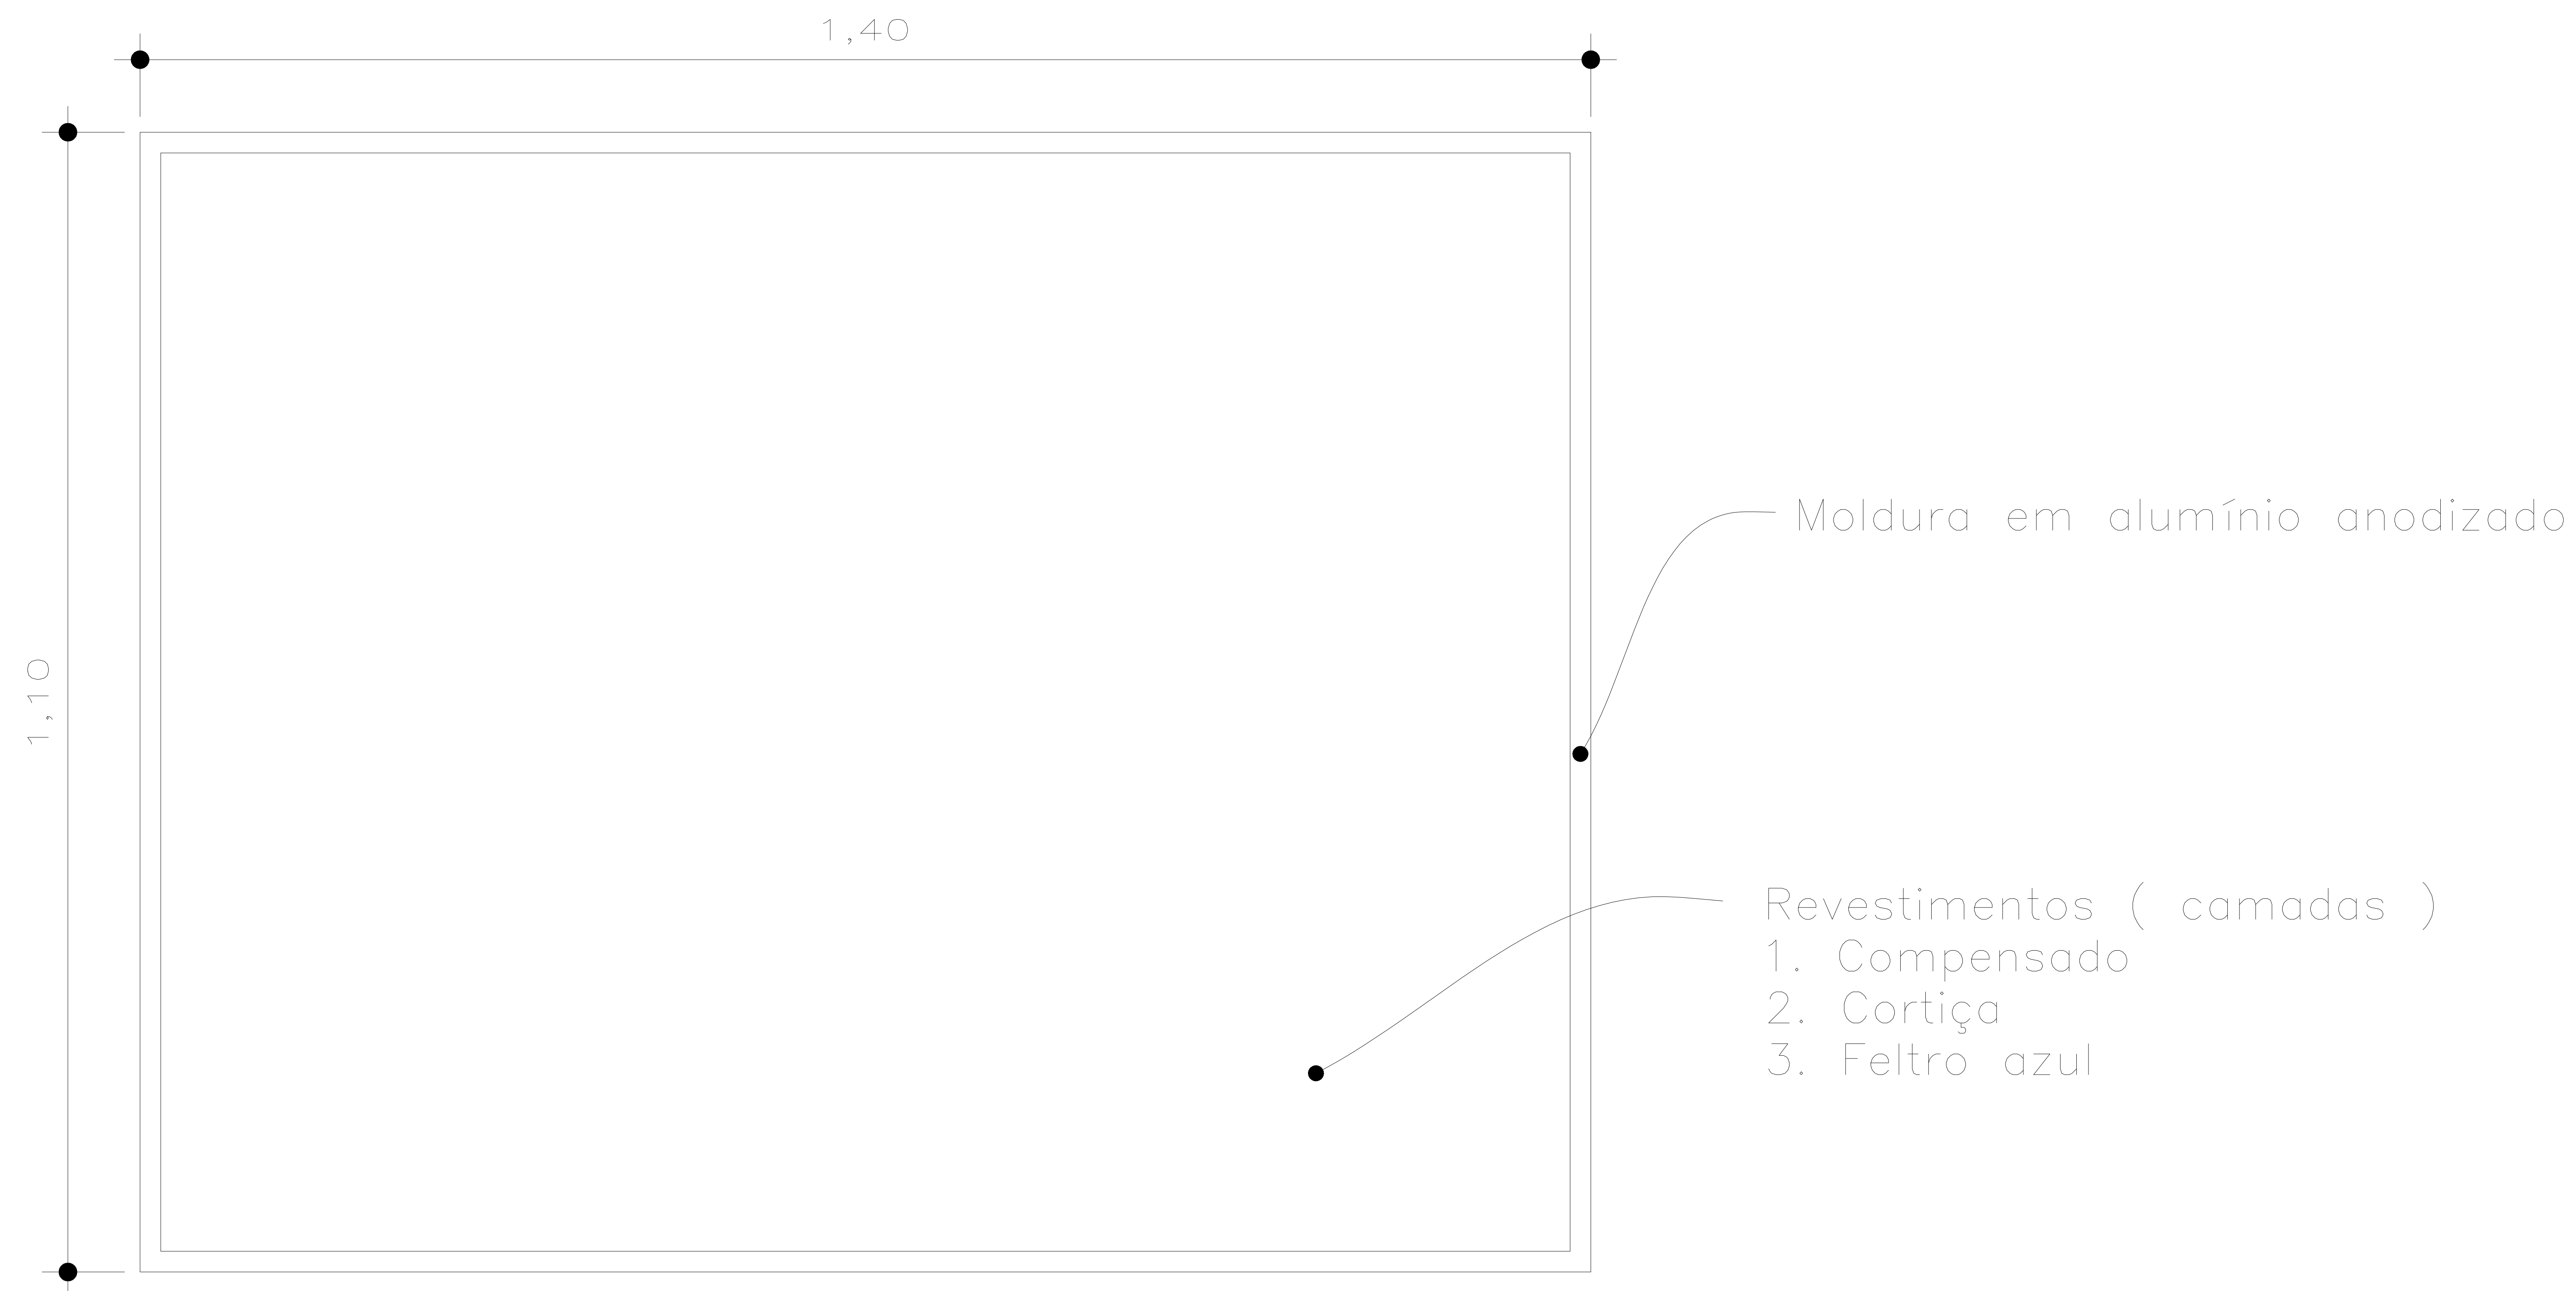 1,40
1,10
Moldura em alumínio anodizado
Revestimentos ( camadas )
1. Compensado
2. Cortiça
3. Feltro azul